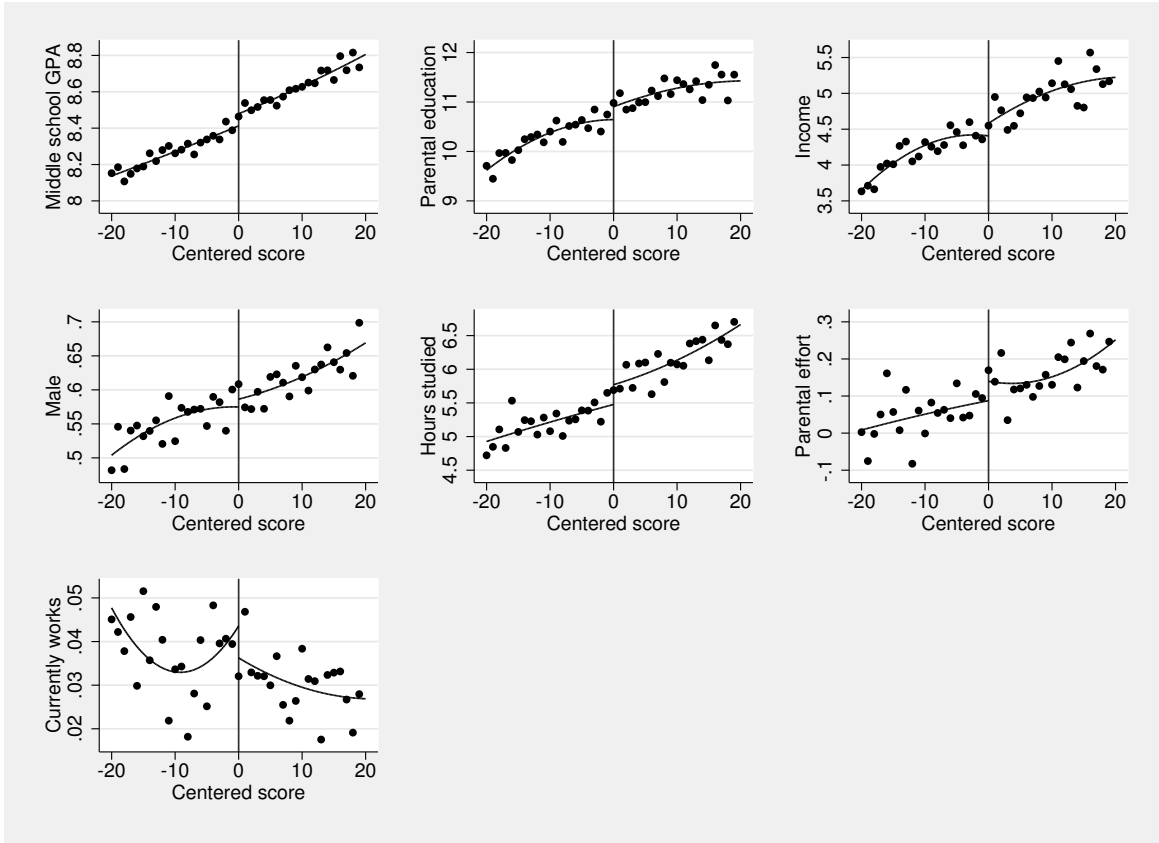 Middle school GPA
8.8
8.6
8.4
8.2
8
-20 -10 0 10 20
Centered score
Parental education
12
11
10
9
-20 -10 0 10 20
Centered score
Income
5.5
5
4.5
4
3.5
-20 -10 0 10 20
Centered score
Male
.7
.65
.6
.55
.5
-20 -10 0 10 20
Centered score
Hours studied
6.5
6
5.5
5
4.5
-20 -10 0 10 20
Centered score
Parental effort
.3
.2
.1
0
-.1
-20 -10 0 10 20
Centered score
Currently works
.05
.04
.03
.02
-20 -10 0 10 20
Centered score